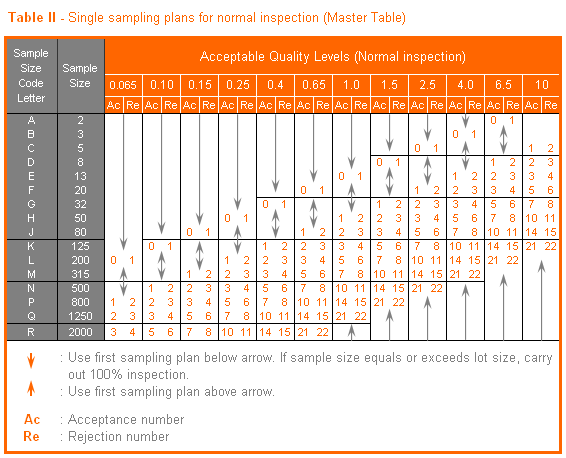 Table II - Single sampling plans for normal inspection (Master Table)
Sample Size Code Letter
Sample Size
Acceptable Quality Levels (Normal inspection)
0.065 0.10 0.15 0.25 0.4 0.65 1.0 1.5 2.5 4.0 6.5 10
Ac Re Ac Re Ac Re Ac Re Ac Re Ac Re Ac Re Ac Re Ac Re Ac Re Ac Re Ac Re
A 2 0 1
B 3 0 1
C 5 0 1 1 2
D 8 0 1 1 2 2 3
E 13 0 1 1 2 2 3 3 4
F 20 0 1 1 2 2 3 3 4 5 6
G 32 0 1 1 2 2 3 3 4 5 6 7 8
H 50 0 1 1 2 2 3 3 4 5 6 7 8 10 11
J 80 0 1 1 2 2 3 3 4 5 6 7 8 10 11 14 15
K 125 0 1 1 2 2 3 3 4 5 6 7 8 10 11 14 15 21 22
L 200 0 1 1 2 2 3 3 4 5 6 7 8 10 11 14 15 21 22
M 315 1 2 2 3 3 4 5 6 7 8 10 11 14 15 21 22
N 500 1 2 2 3 3 4 5 6 7 8 10 11 14 15 21 22
P 800 1 2 2 3 3 4 5 6 7 8 10 11 14 15 21 22
Q 1250 2 3 3 4 5 6 7 8 10 11 14 15 21 22
R 2000 3 4 5 6 7 8 10 11 14 15 21 22
: Use first sampling plan below arrow. If sample size equals or exceeds lot size, carry
out 100% inspection.
: Use first sampling plan above arrow.
Ac : Acceptance number
Re : Rejection number